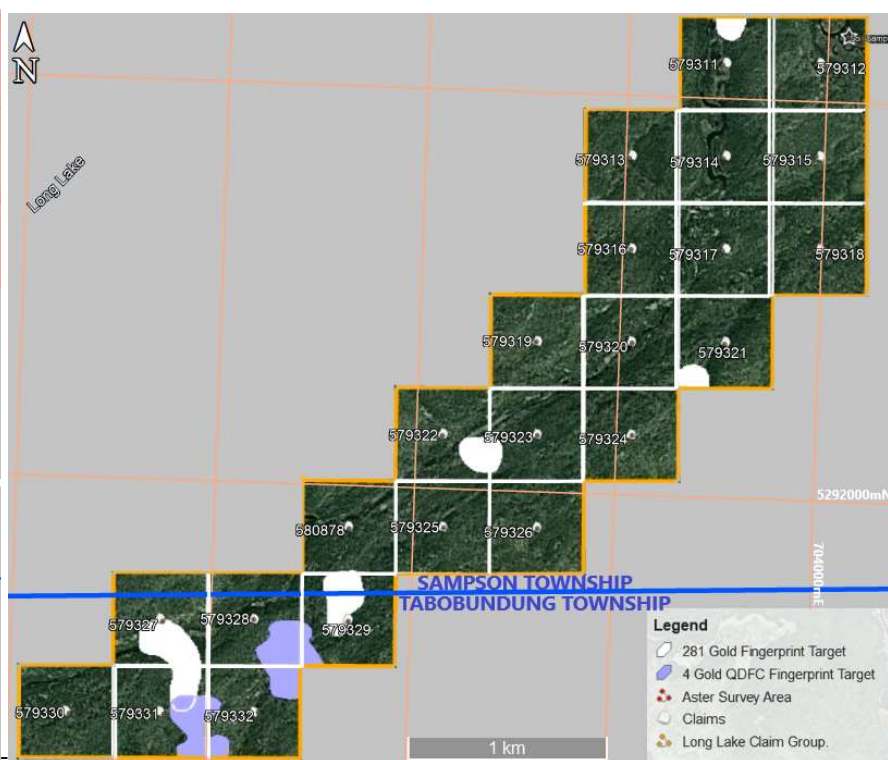 N
579311
579312
Long Lake
579313
579314
579315
579316
579317
579318
579319
579320
579321
579322
579323
579324
5292000mN
580878
579325
579326
704000mE
SAMPSON TOWNSHIP
TABOBUNDUNG TOWNSHIP
579327
579328
579329
Legend
281 Gold Fingerprint Target
4 Gold QDFC Fingerprint Target
Aster Survey Area
Claims
Long Lake Claim Group.
579330
579331
579332
1 km